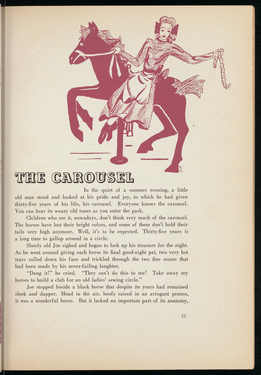 THE CAROUSEL
In the quiet of a summer evening, a little
old man stood and looked at his pride and joy, to which he had given
thirty-five years of his life, his carousel. Everyone knows the carousel.
You can hear its weary old tunes as you enter the park.
Children who see it, nowadays, don't think very much of the carousel.
The horses have lost their bright colors, and some of them don't hold their
tails very high anymore. Well, it's to be expected. Thirty-five years is
a long time to gallop around in a circle.
Slowly old Joe sighed and began to lock up his treasure for the night.
As he went around giving each horse its final good-night pat, two very hot
tears rolled down his face and trickled through the two fine seams that
had been made by his never-failing laughter.
"Dang it!" he cried. "They can't do this to me! Take away my
horses to build a club for an old ladies' sewing circle."
Joe stopped beside a black horse that despite its years had remained
sleek and dapper. Head in the air, hoofs raised in an arrogant prance,
it was a wonderful horse. But it lacked an important part of its anatomy,
21